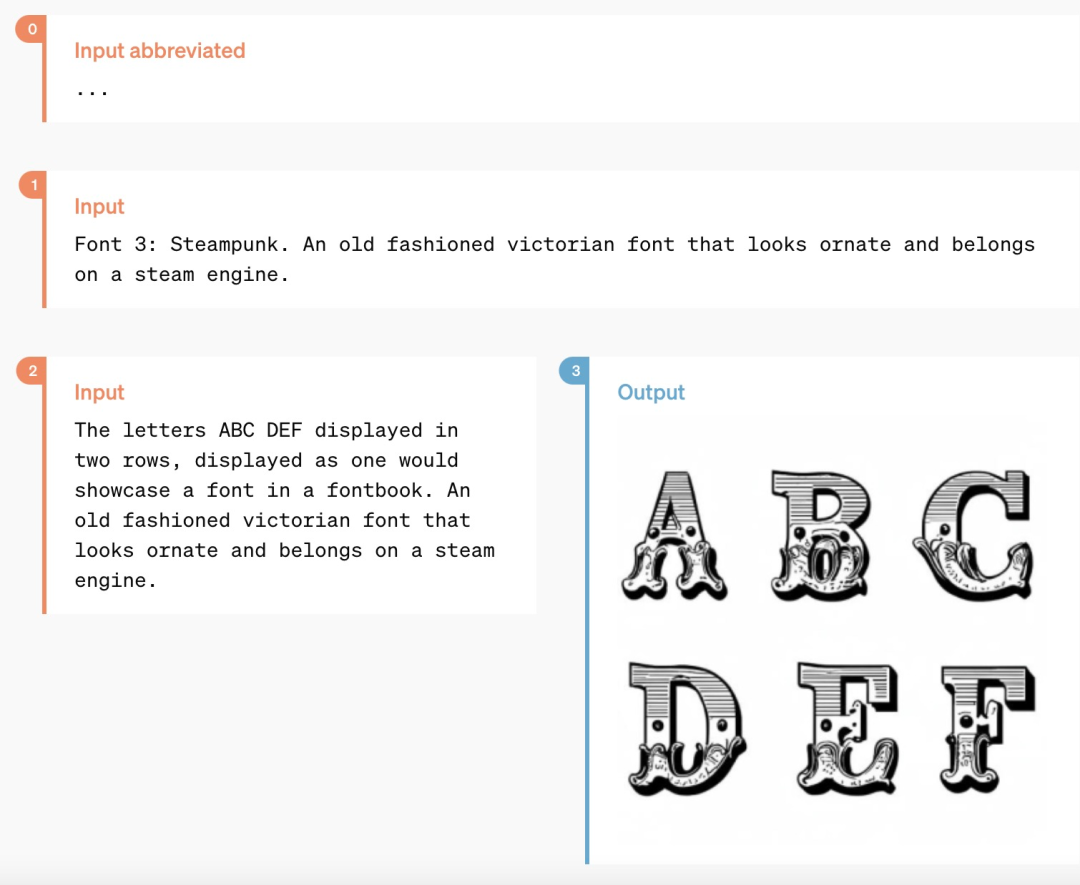 0
Input abbreviated
...
1
Input
Font 3: Steampunk. An old fashioned victorian font that looks ornate and belongs
on a steam engine.
2
Input
The letters ABC DEF displayed in
two rows, displayed as one would
showcase a font in a fontbook. An
old fashioned victorian font that
looks ornate and belongs on a steam
engine.
3
Output
A B C
D E F